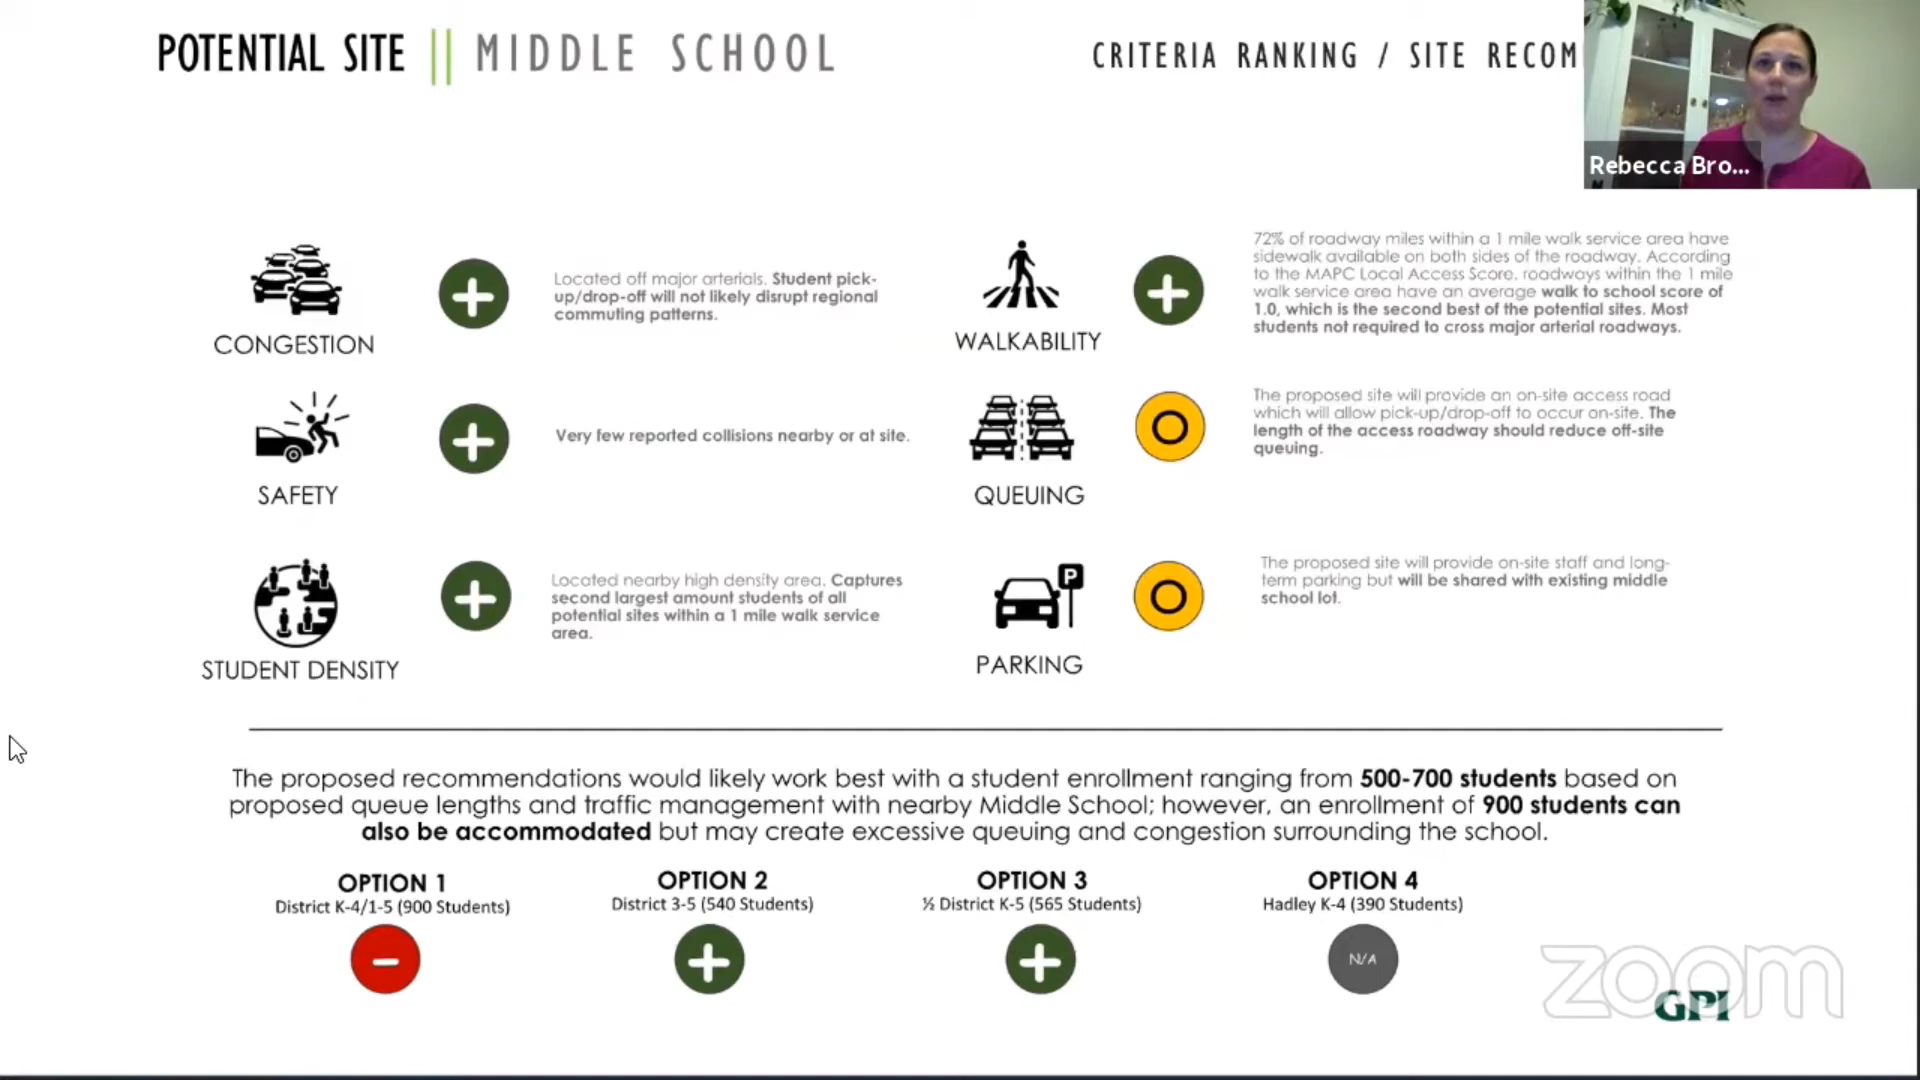 POTENTIAL SITE || MIDDLE SCHOOL
CRITERIA RANKING / SITE RECOM
Rebecca Bro...
CONGESTION
Located off major arterials. Student pick-
up/drop-off will not likely disrupt regional
commuting patterns.
WALKABILITY
72% of roadway miles within a 1 mile walk service area have
sidewalk available on both sides of the roadway. According
to the MAPC Local Access Score, roadways within the 1 mile
walk service area have an average walk to school score of
1.0, which is the second best of the potential sites. Most
students not required to cross major arterial roadways.
SAFETY
Very few reported collisions nearby or at site.
QUEUING
The proposed site will provide an on-site access road
which will allow pick-up/drop-off to occur on-site. The
length of the access roadway should reduce off-site
queuing.
STUDENT DENSITY
Located nearby high density area. Captures
second largest amount students of all
potential sites within a 1 mile walk service
area.
P
PARKING
The proposed site will provide on-site staff and long-
term parking but will be shared with existing middle
school lot.
The proposed recommendations would likely work best with a student enrollment ranging from 500-700 students based on
proposed queue lengths and traffic management with nearby Middle School; however, an enrollment of 900 students can
also be accommodated but may create excessive queuing and congestion surrounding the school.
OPTION 1
District K-4/1-5 (900 Students)
OPTION 2
District 3-5 (540 Students)
OPTION 3
½ District K-5 (565 Students)
OPTION 4
Hadley K-4 (390 Students)
N/A
zoom
GPI